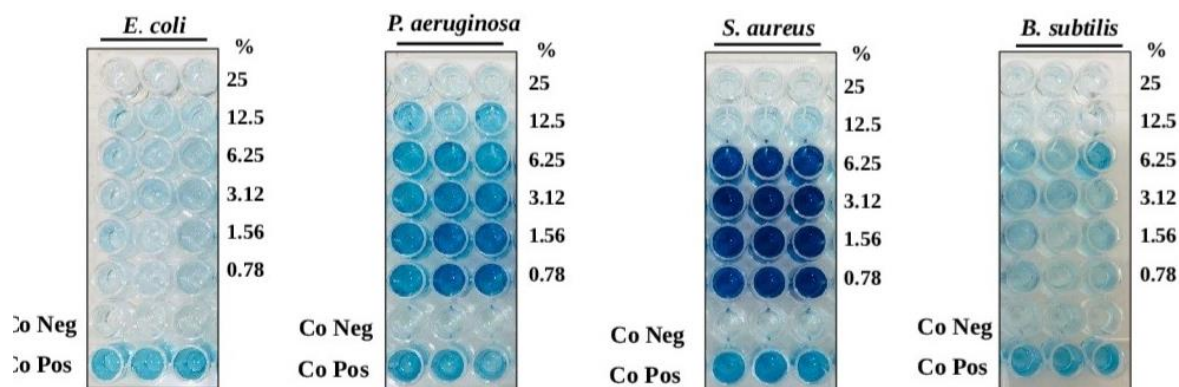 E. coli
%
25
12.5
6.25
3.12
1.56
0.78
Co Neg
Co Pos
P. aeruginosa
%
25
12.5
6.25
3.12
1.56
0.78
Co Neg
Co Pos
S. aureus
%
25
12.5
6.25
3.12
1.56
0.78
Co Neg
Co Pos
B. subtilis
%
25
12.5
6.25
3.12
1.56
0.78
Co Neg
Co Pos